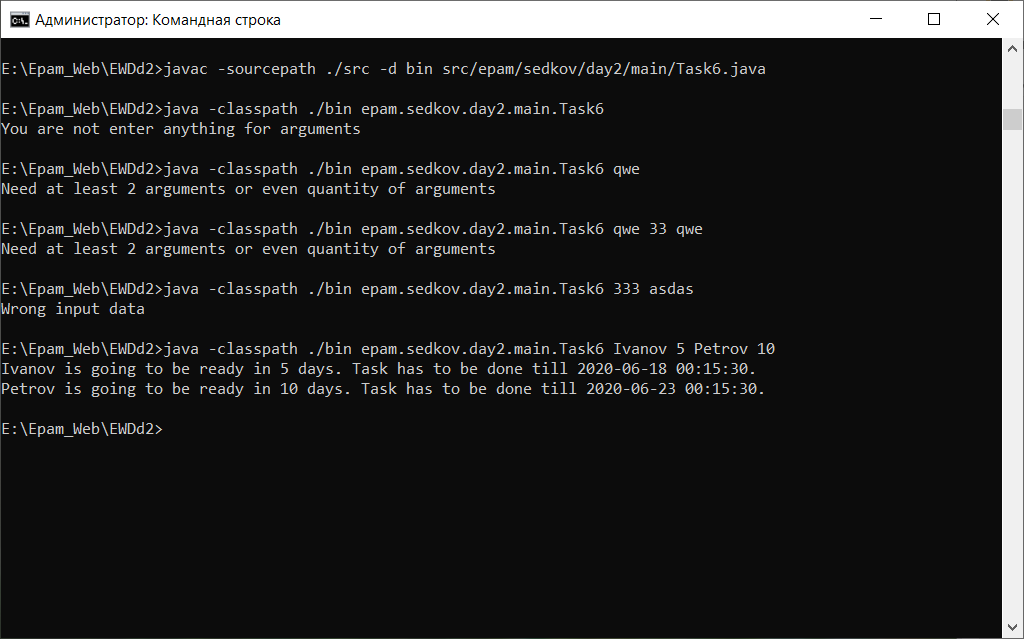 Администратор: Командная строка
E:\Epam_Web\EWDd2>javac -sourcepath ./src -d bin src/epam/sedkov/day2/main/Task6.java
E:\Epam_Web\EWDd2>java -classpath ./bin epam.sedkov.day2.main.Task6
You are not enter anything for arguments
E:\Epam_Web\EWDd2>java -classpath ./bin epam.sedkov.day2.main.Task6 qwe
Need at least 2 arguments or even quantity of arguments
E:\Epam_Web\EWDd2>java -classpath ./bin epam.sedkov.day2.main.Task6 qwe 33 qwe
Need at least 2 arguments or even quantity of arguments
E:\Epam_Web\EWDd2>java -classpath ./bin epam.sedkov.day2.main.Task6 333 asdas
Wrong input data
E:\Epam_Web\EWDd2>java -classpath ./bin epam.sedkov.day2.main.Task6 Ivanov 5 Petrov 10
Ivanov is going to be ready in 5 days. Task has to be done till 2020-06-18 00:15:30.
Petrov is going to be ready in 10 days. Task has to be done till 2020-06-23 00:15:30.
E:\Epam_Web\EWDd2>